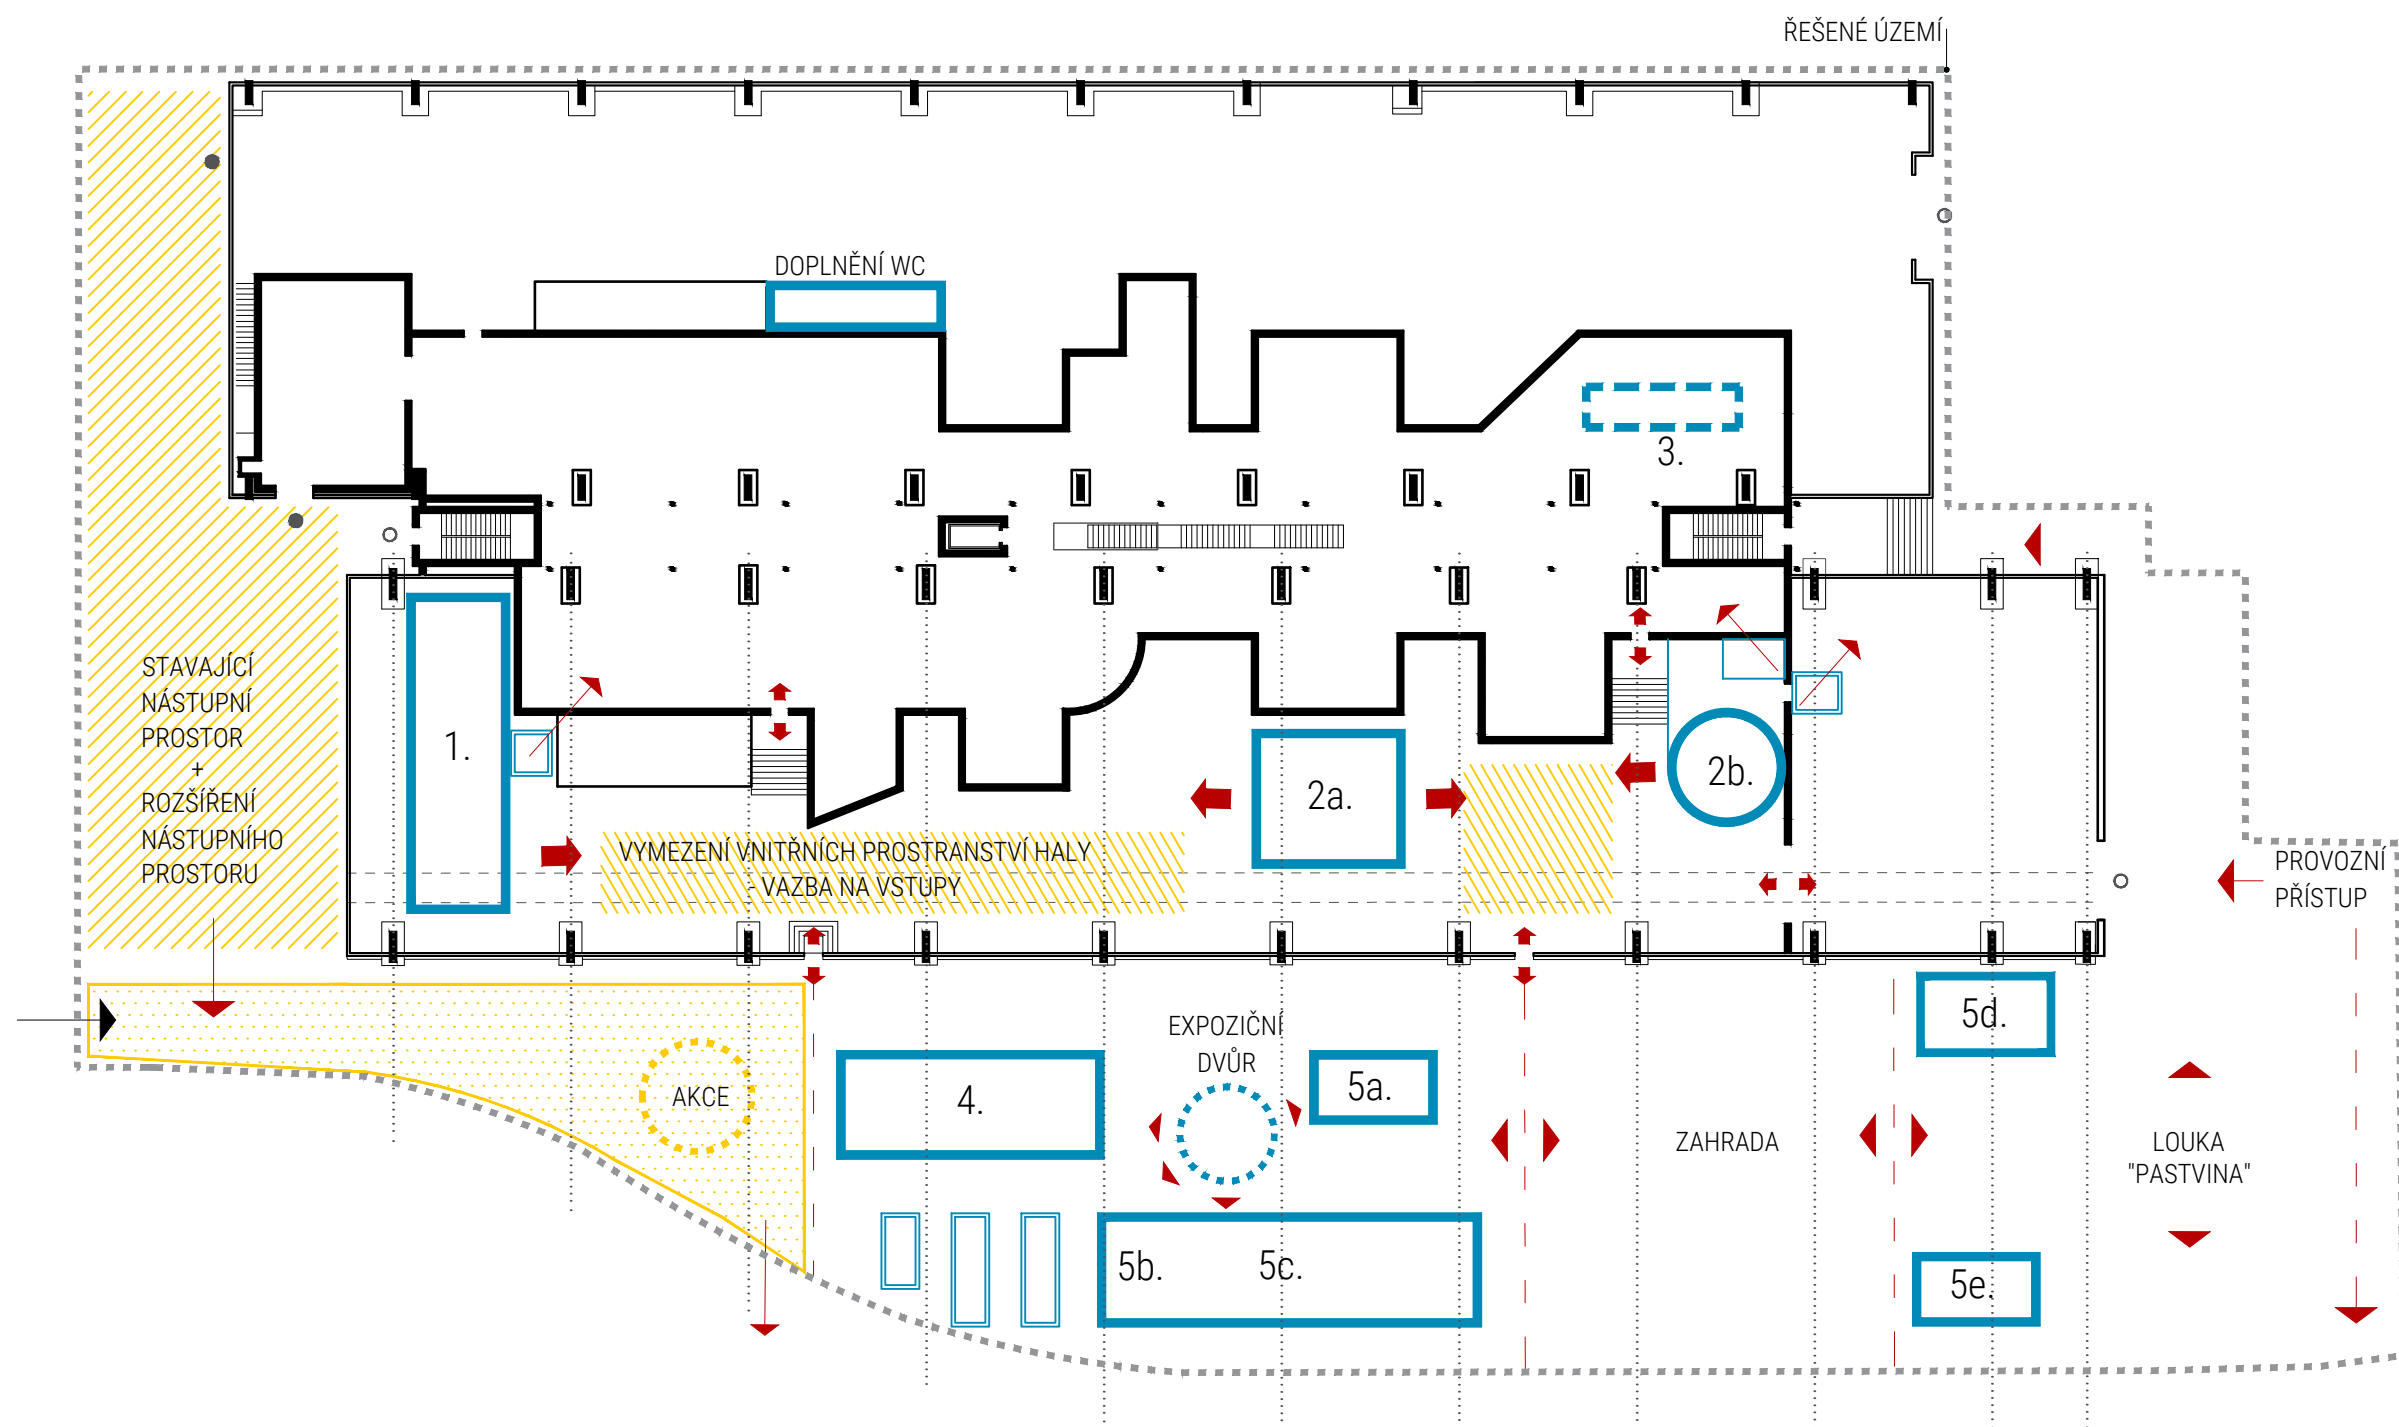 ŘEŠENÉ ÚZEMÍ
DOPLNĚNÍ WC
3.
STAVAJÍCÍ
NÁSTUPNÍ
PROSTOR
+
ROZŠÍŘENÍ
NÁSTUPNÍHO
PROSTORU
1.
2a.
2b.
VYMEZENÍ VNITŘNÍCH PROSTRANSTVÍ HALY
- VAZBA NA VSTUPY
PROVOZNÍ
PŘÍSTUP
AKCE
4.
EXPOZIČNÍ
DVŮR
5a.
5b.
5c.
ZAHRADA
5d.
5e.
LOUKA
"PASTVINA"